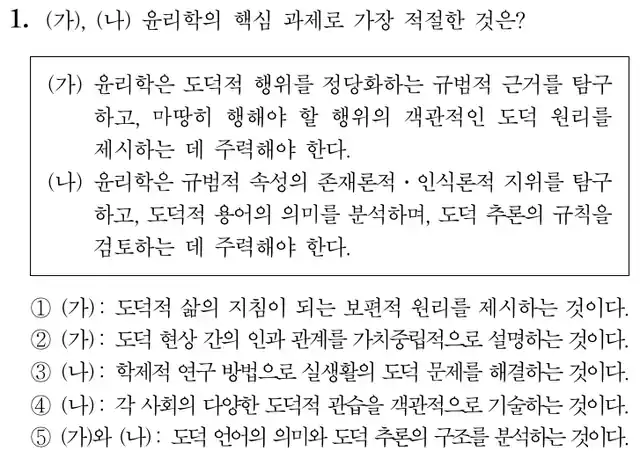 1. (가), (나) 윤리학의 핵심 과제로 가장 적절한 것은?
(가) 윤리학은 도덕적 행위를 정당화하는 규범적 근거를 탐구
하고, 마땅히 행해야 할 행위의 객관적인 도덕 원리를
제시하는 데 주력해야 한다.
(나) 윤리학은 규범적 속성의 존재론적·인식론적 지위를 탐구
하고, 도덕적 용어의 의미를 분석하며, 도덕 추론의 규칙을
검토하는 데 주력해야 한다.
① (가): 도덕적 삶의 지침이 되는 보편적 원리를 제시하는 것이다.
② (가): 도덕 현상 간의 인과 관계를 가치중립적으로 설명하는 것이다.
③ (나): 학제적 연구 방법으로 실생활의 도덕 문제를 해결하는 것이다.
④ (나): 각 사회의 다양한 도덕적 관습을 객관적으로 기술하는 것이다.
⑤ (가)와 (나): 도덕 언어의 의미와 도덕 추론의 구조를 분석하는 것이다.